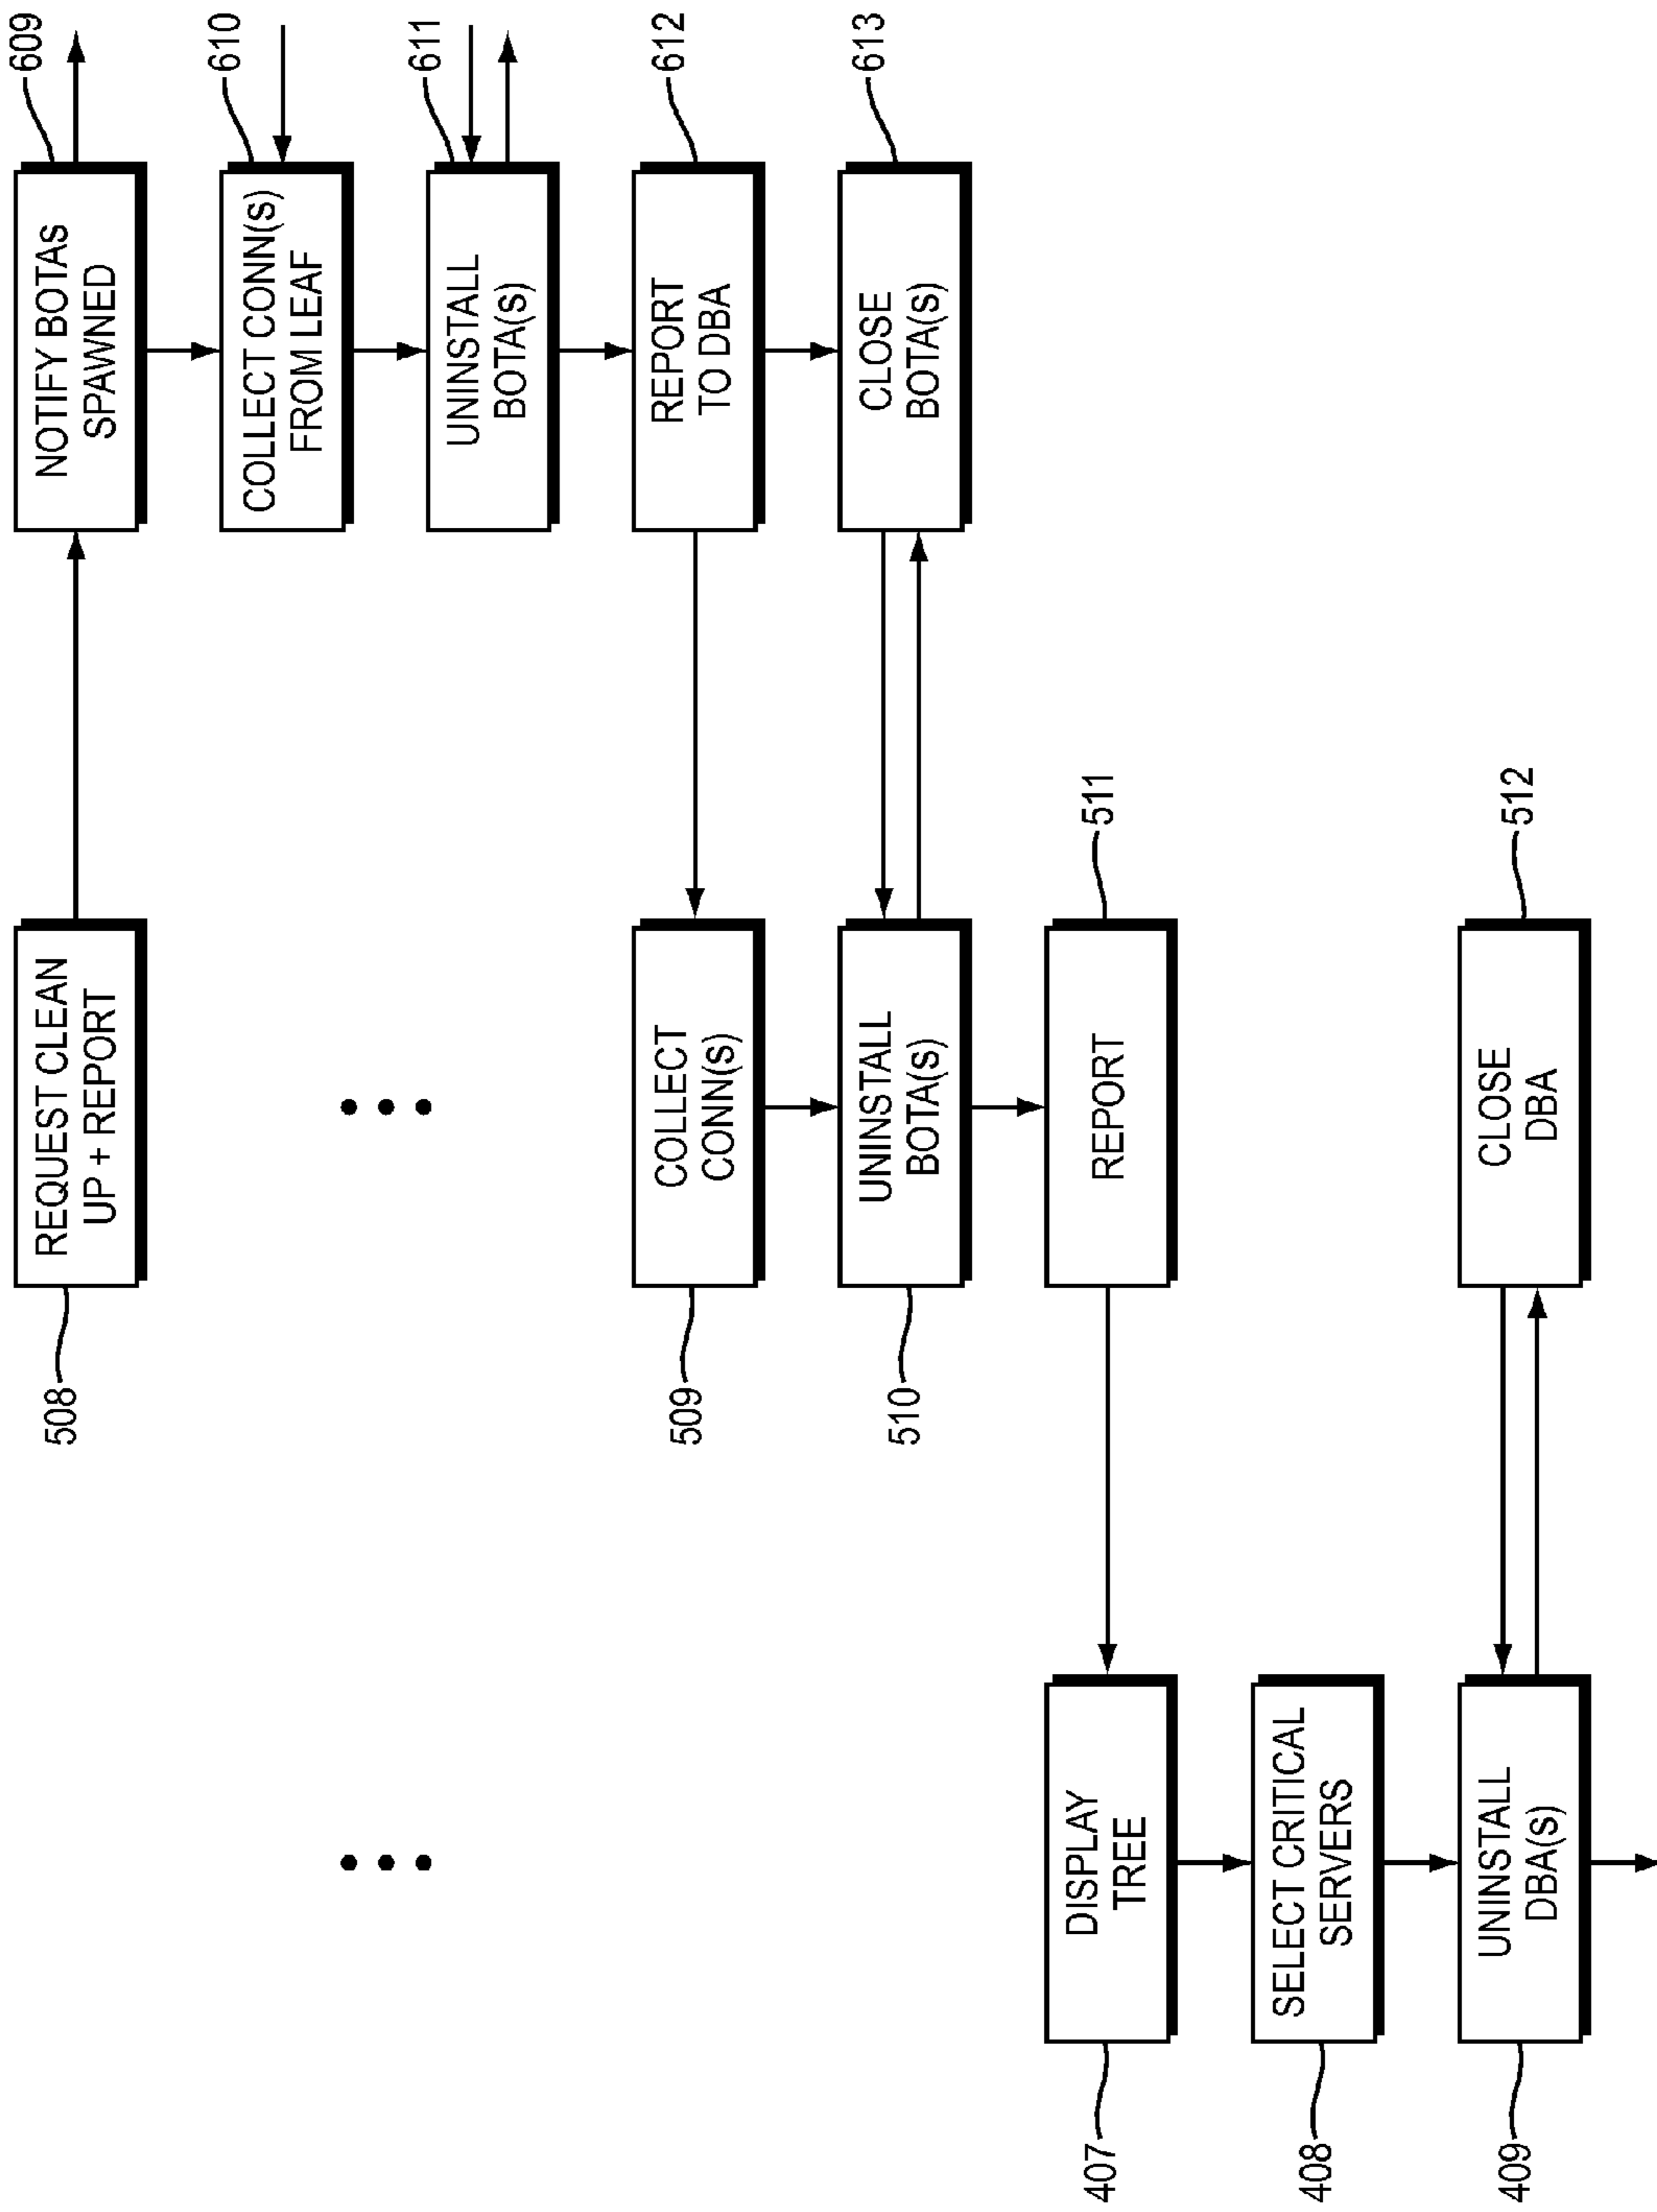 508
REQUEST CLEAN
UP + REPORT
NOTIFY BOTAs
SPAWNED
609
COLLECT CONN(s)
FROM LEAF
610
UNINSTALL
BOTA(s)
611
509
COLLECT
CONN(s)
REPORT
TO DBA
612
510
UNINSTALL
BOTA(s)
CLOSE
BOTA(s)
613
407
DISPLAY
TREE
REPORT
511
408
SELECT CRITICAL
SERVERS
409
UNINSTALL
DBA(s)
CLOSE
DBA
512